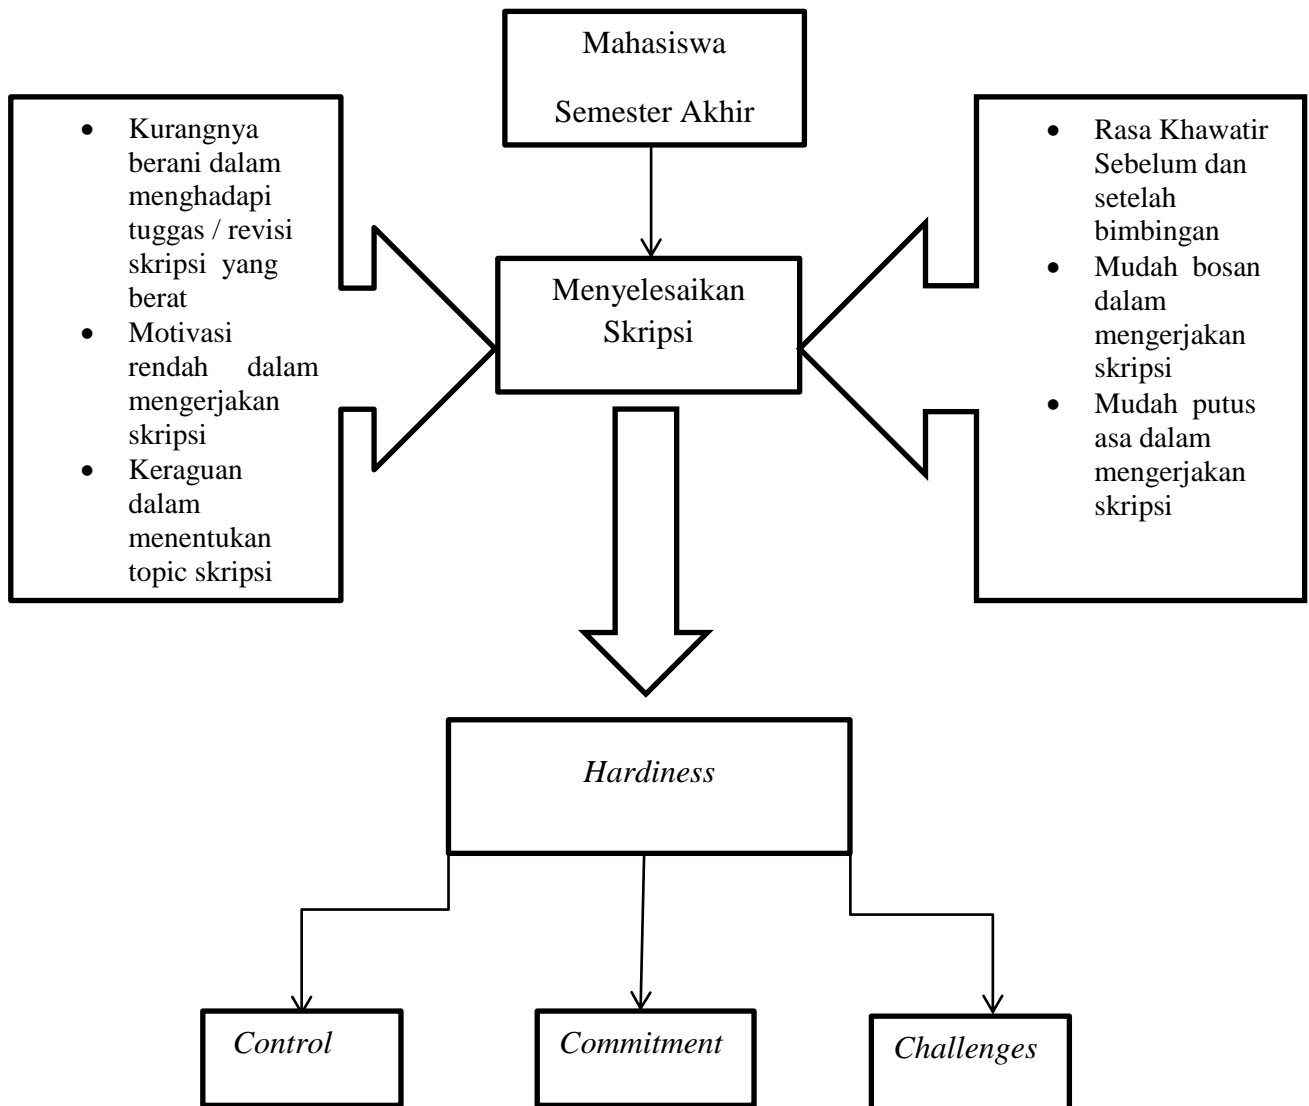 Mahasiswa
Semester Akhir
• Kurangnya
berani dalam
menghadapi
tuggas / revisi
skripsi yang
berat
• Motivasi
rendah dalam
mengerjakan
skripsi
• Keraguan
dalam
menentukan
topic skripsi
Menyelesaikan
Skripsi
• Rasa Khawatir
Sebelum dan
setelah
bimbingan
• Mudah bosan
dalam
mengerjakan
skripsi
• Mudah putus
asa dalam
mengerjakan
skripsi
Hardiness
Control
Commitment
Challenges